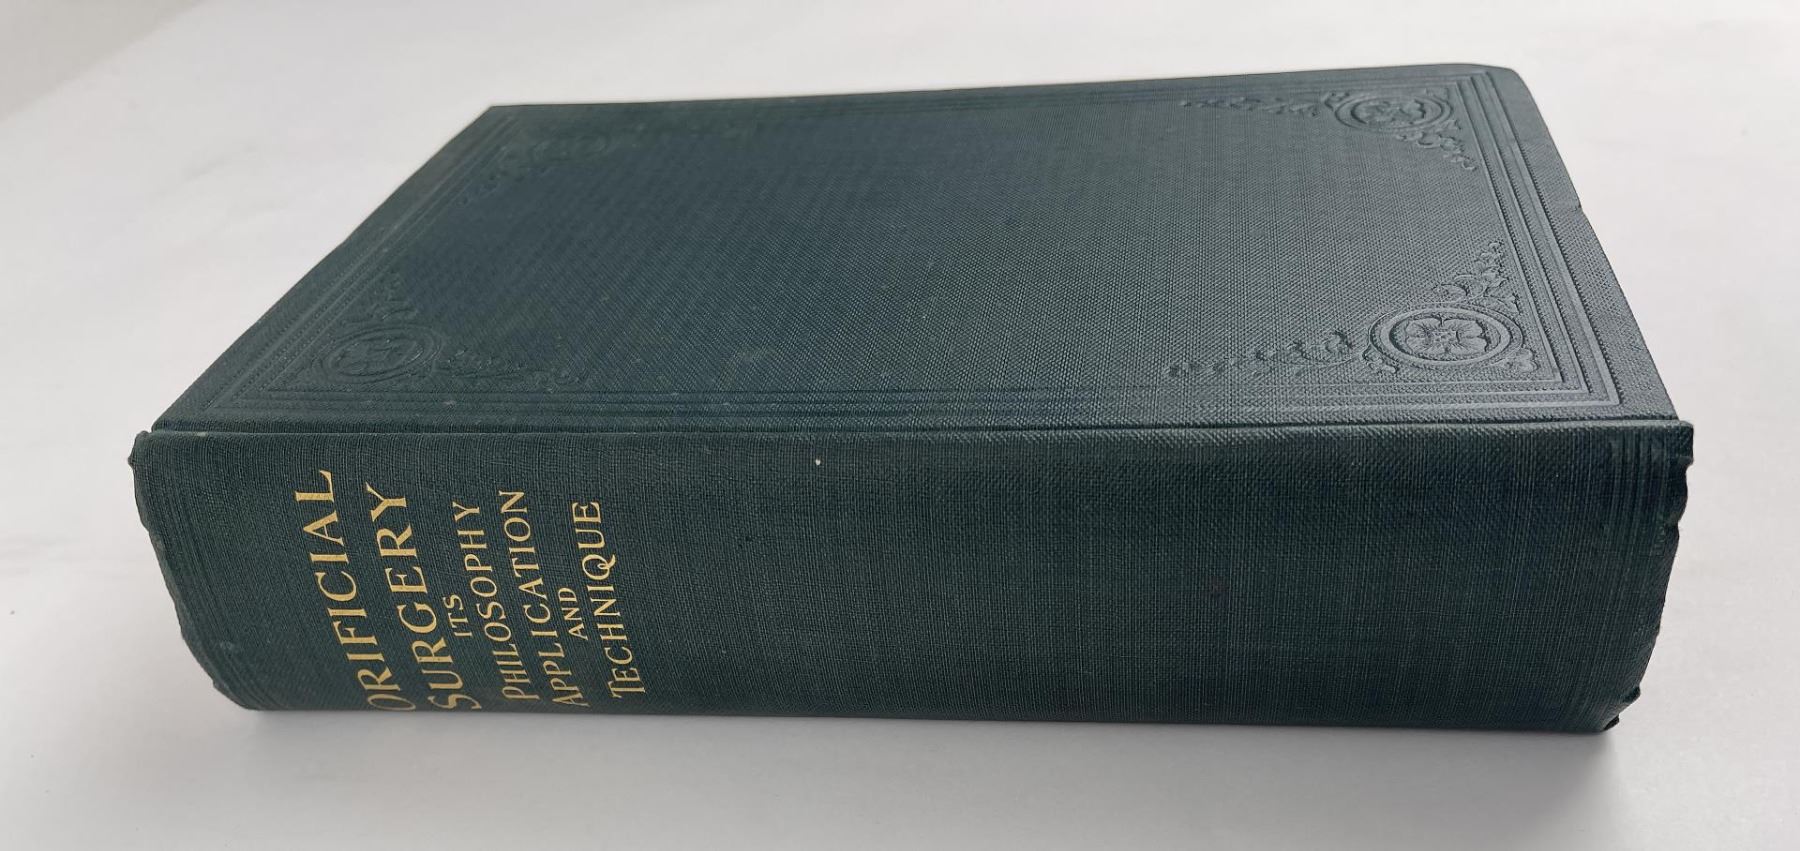 ORIFICIAL
SURGERY
ITS
PHILOSOPHY
APPLICATION
AND
TECHNIQUE